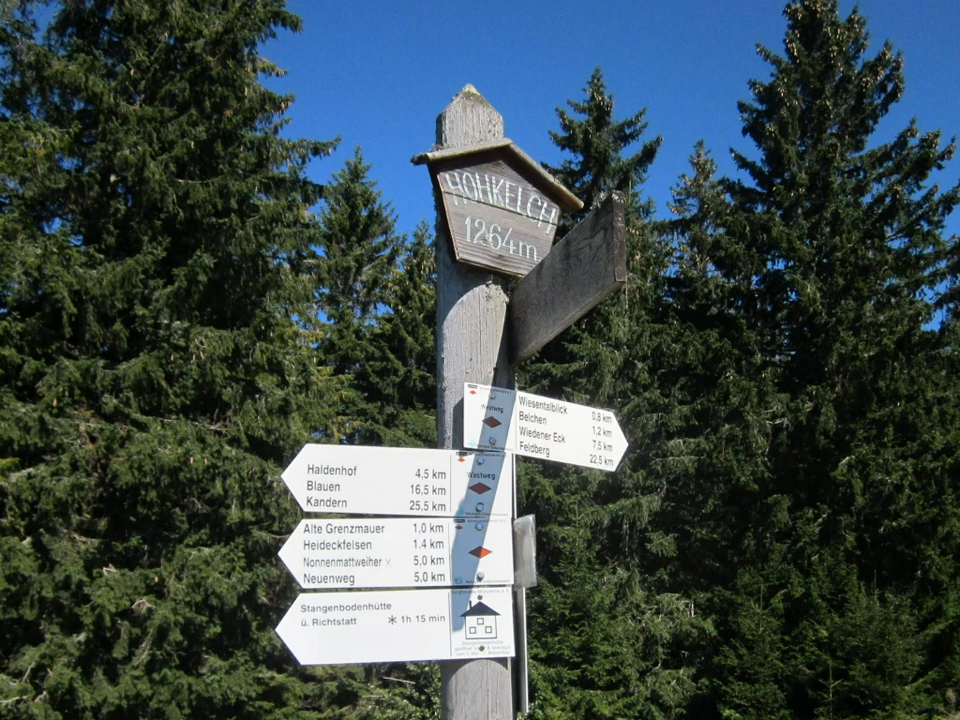 HOHKELCH
1264m
Westweg
Wiesentalblick 0,8 km
Belchen 1,2 km
Wiedener Eck 7,5 km
Feldberg 22,5 km
Haldenhof 4,5 km
Blauen 16,5 km
Kandern 25,5 km
Westweg
Alte Grenzmauer 1,0 km
Heideckfelsen 1.4 km
Nonnenmattweiher x 5,0 km
Neuenweg 5,0 km
Stangenbodenhütte
ü. Richtstatt * 1h 15 min
Stangenbodenhütte